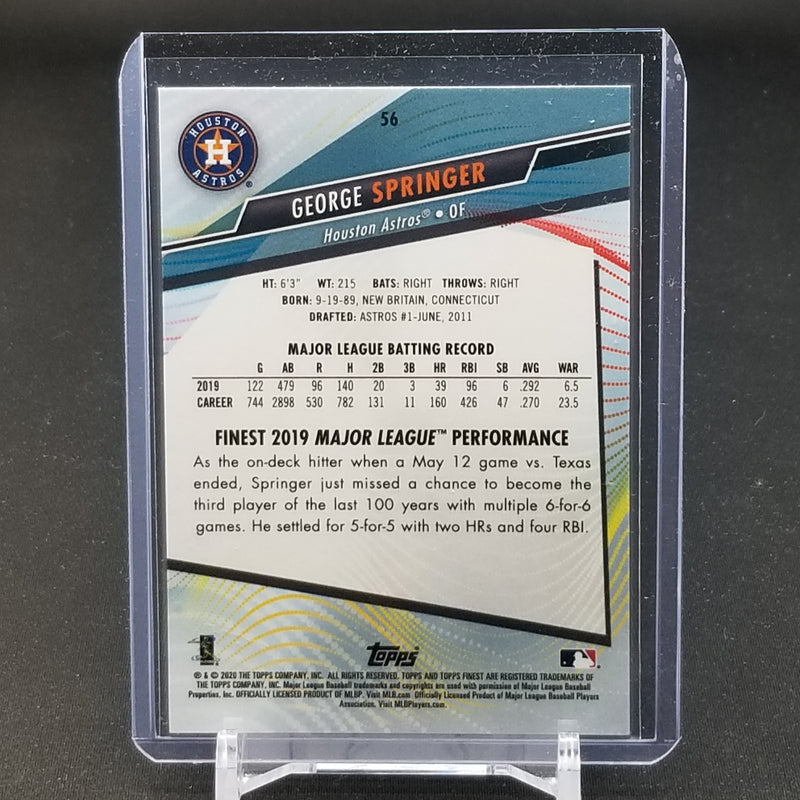 56
HOUSTON
H
ASTROS
®
GEORGE SPRINGER
Houston Astros® • OF
HT: 6'3" WT: 215 BATS: RIGHT THROWS: RIGHT
BORN: 9-19-89, NEW BRITAIN, CONNECTICUT
DRAFTED: ASTROS #1-JUNE, 2011
MAJOR LEAGUE BATTING RECORD
G AB R H 2B 3B HR RBI SB AVG WAR
2019 122 479 96 140 20 3 39 96 6 .292 6.5
CAREER 744 2898 530 782 131 11 160 426 47 .270 23.5
FINEST 2019 MAJOR LEAGUE™ PERFORMANCE
As the on-deck hitter when a May 12 game vs. Texas
ended, Springer just missed a chance to become the
third player of the last 100 years with multiple 6-for-6
games. He settled for 5-for-5 with two HRs and four RBI.
Topps
® & © 2020 THE TOPPS COMPANY, INC. ALL RIGHTS RESERVED. TOPPS AND TOPPS FINEST ARE REGISTERED TRADEMARKS OF
THE TOPPS COMPANY, INC. Major League Baseball trademarks and copyrights are used with permission of Major League Baseball
Properties, Inc. OFFICIALLY LICENSED PRODUCT OF MLBP. Visit MLB.com Officially Licensed Product of Major League Baseball Players
Association. Visit MLBPlayers.com.